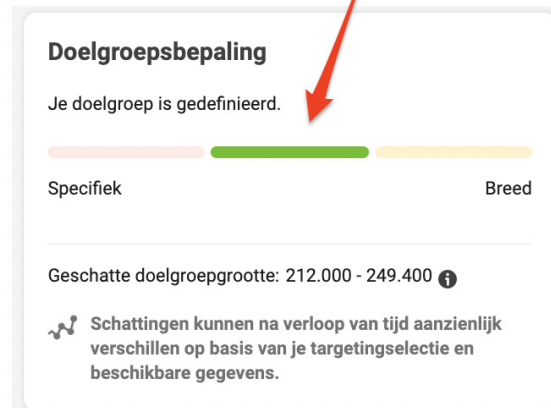 Doelgroepsbepaling
Je doelgroep is gedefinieerd.
Specifiek
Breed
Geschatte doelgroepgrootte: 212.000 - 249.400
Schattingen kunnen na verloop van tijd aanzienlijk
verschillen op basis van je targetingselectie en
beschikbare gegevens.